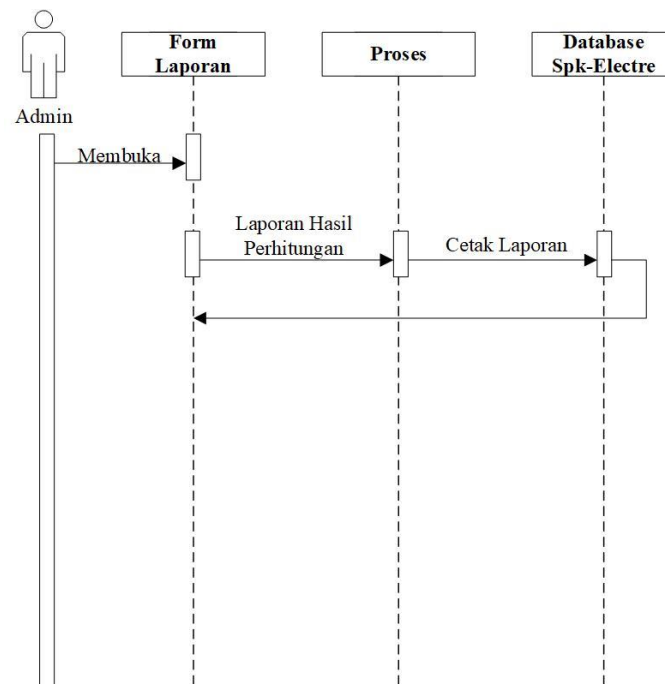 Form
Laporan
Proses
Database
Spk-Electre
Admin
Membuka
Laporan Hasil
Perhitungan
Cetak Laporan